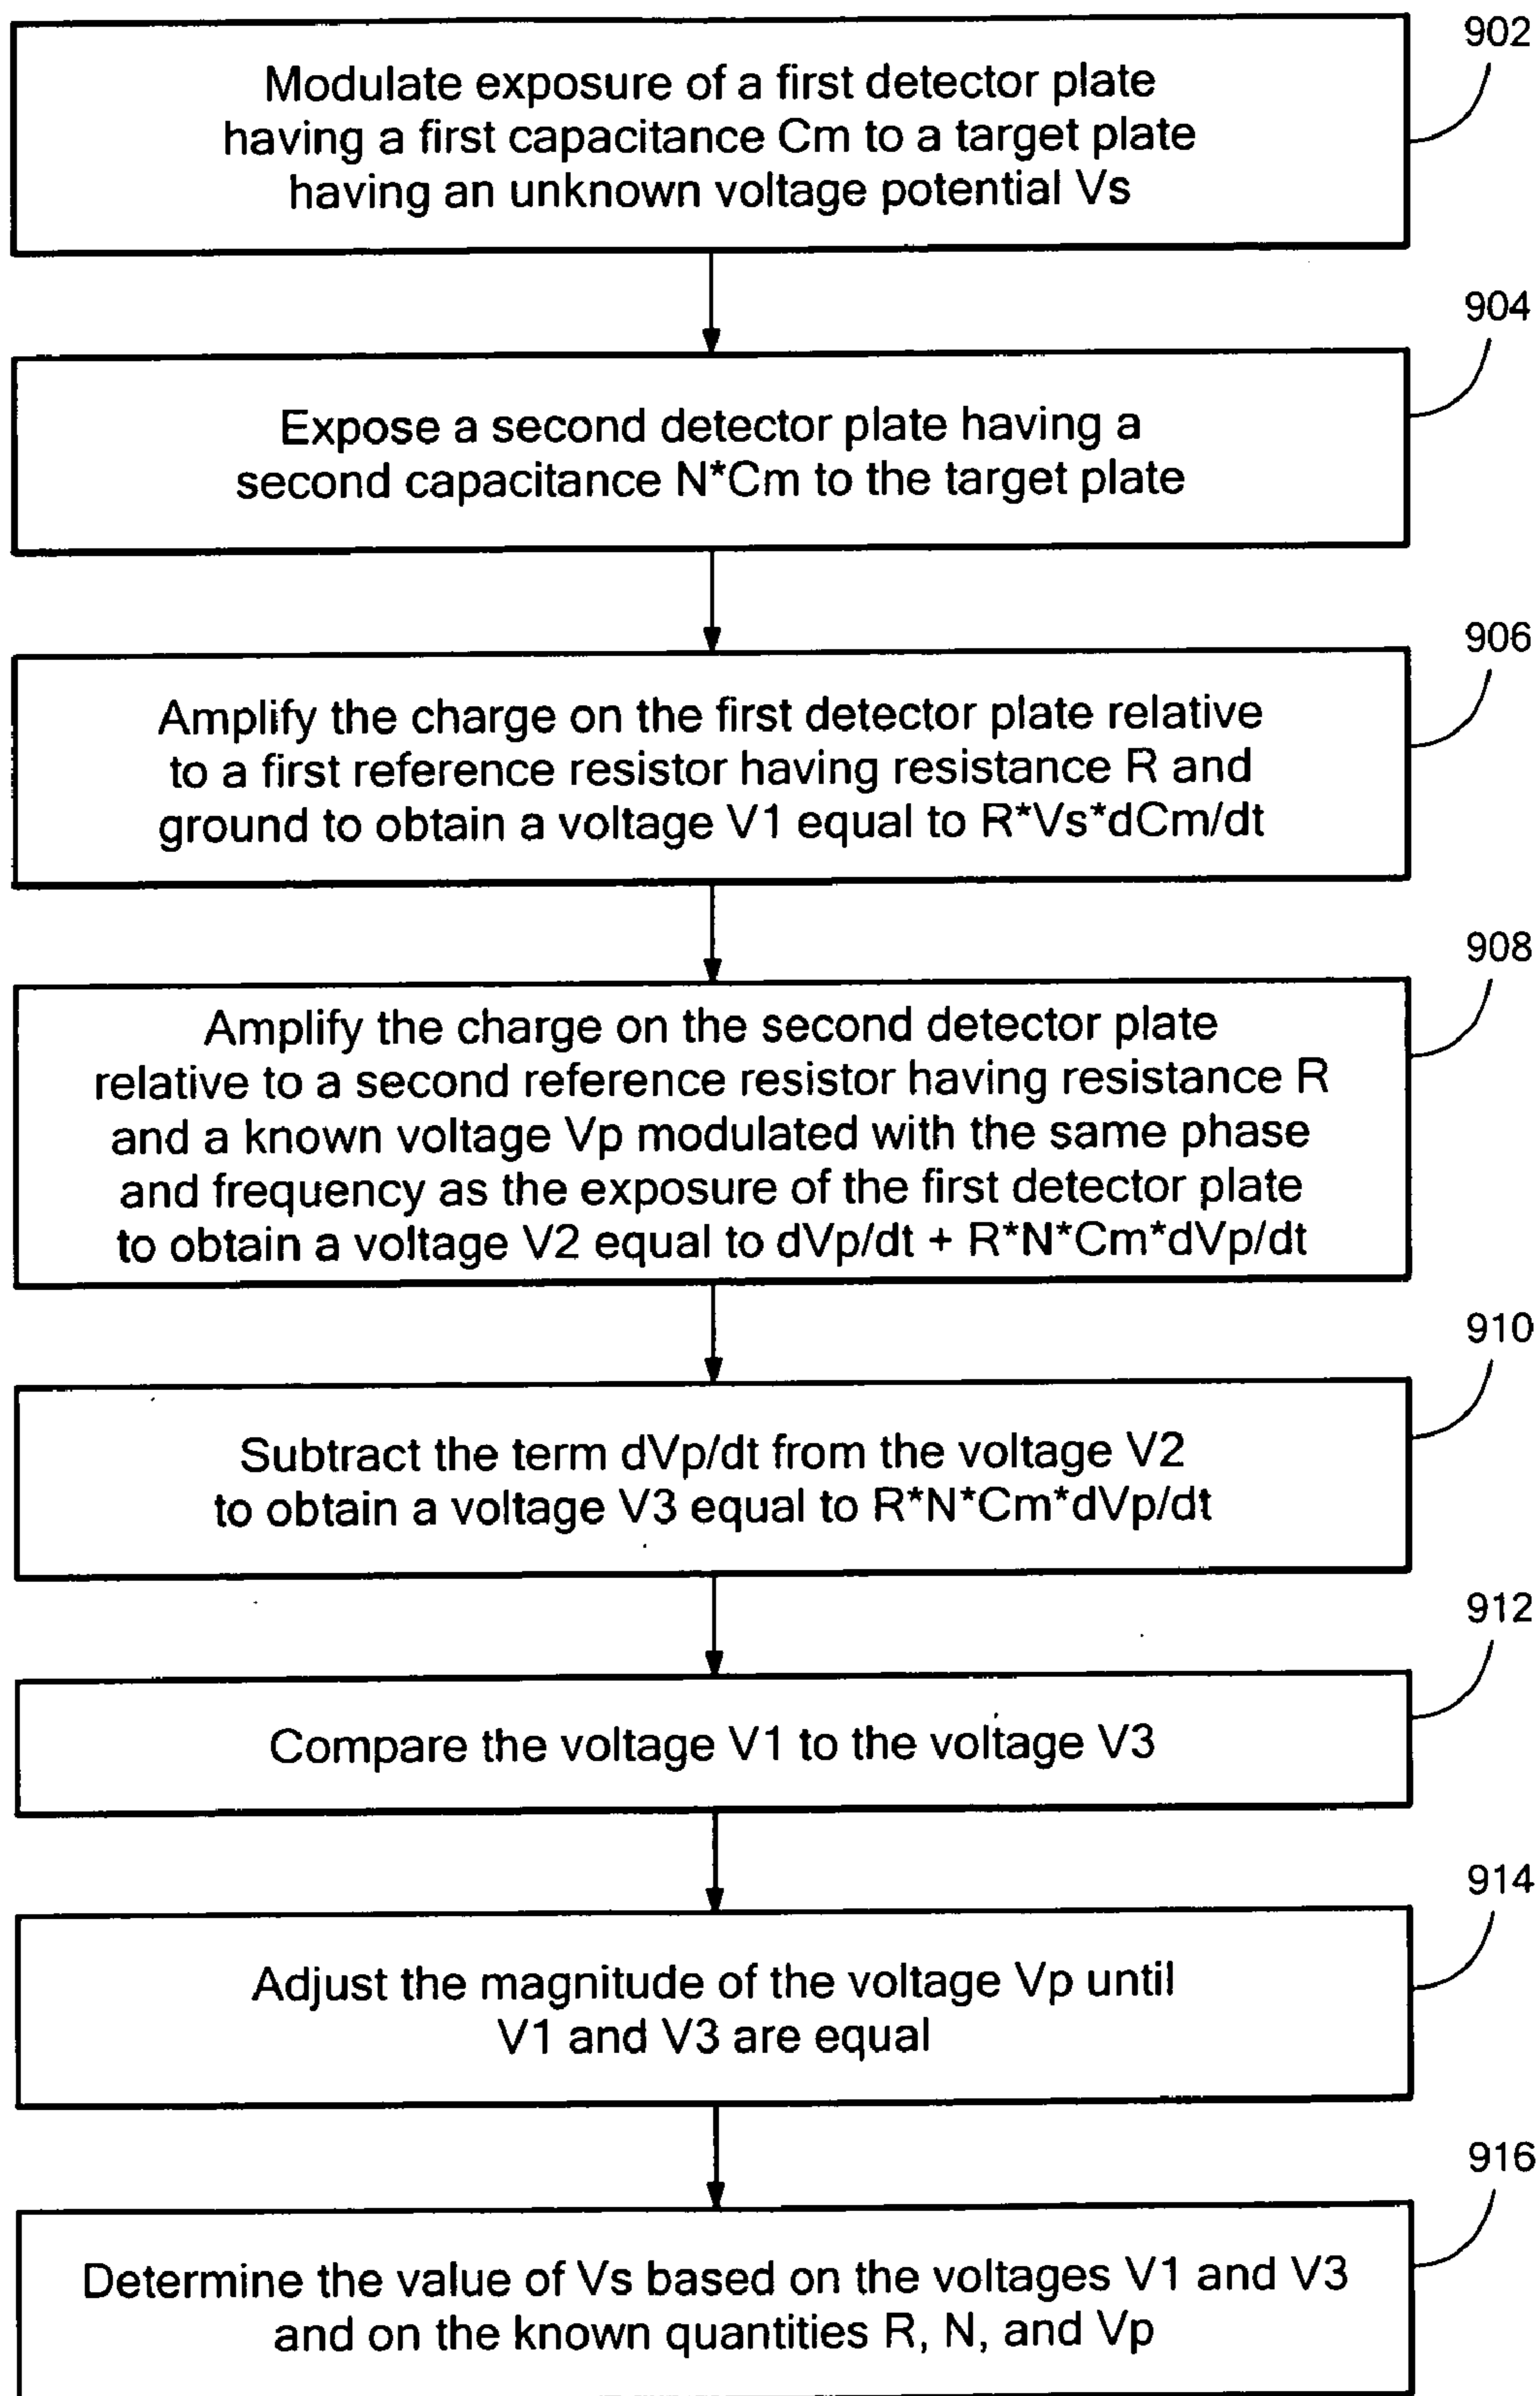 902
Modulate exposure of a first detector plate
having a first capacitance Cm to a target plate
having an unknown voltage potential Vs
904
Expose a second detector plate having a
second capacitance N*Cm to the target plate
906
Amplify the charge on the first detector plate relative
to a first reference resistor having resistance R and
ground to obtain a voltage V1 equal to R*Vs*dCm/dt
908
Amplify the charge on the second detector plate
relative to a second reference resistor having resistance R
and a known voltage Vp modulated with the same phase
and frequency as the exposure of the first detector plate
to obtain a voltage V2 equal to dVp/dt + R*N*Cm*dVp/dt
910
Subtract the term dVp/dt from the voltage V2
to obtain a voltage V3 equal to R*N*Cm*dVp/dt
912
Compare the voltage V1 to the voltage V3
914
Adjust the magnitude of the voltage Vp until
V1 and V3 are equal
916
Determine the value of Vs based on the voltages V1 and V3
and on the known quantities R, N, and Vp